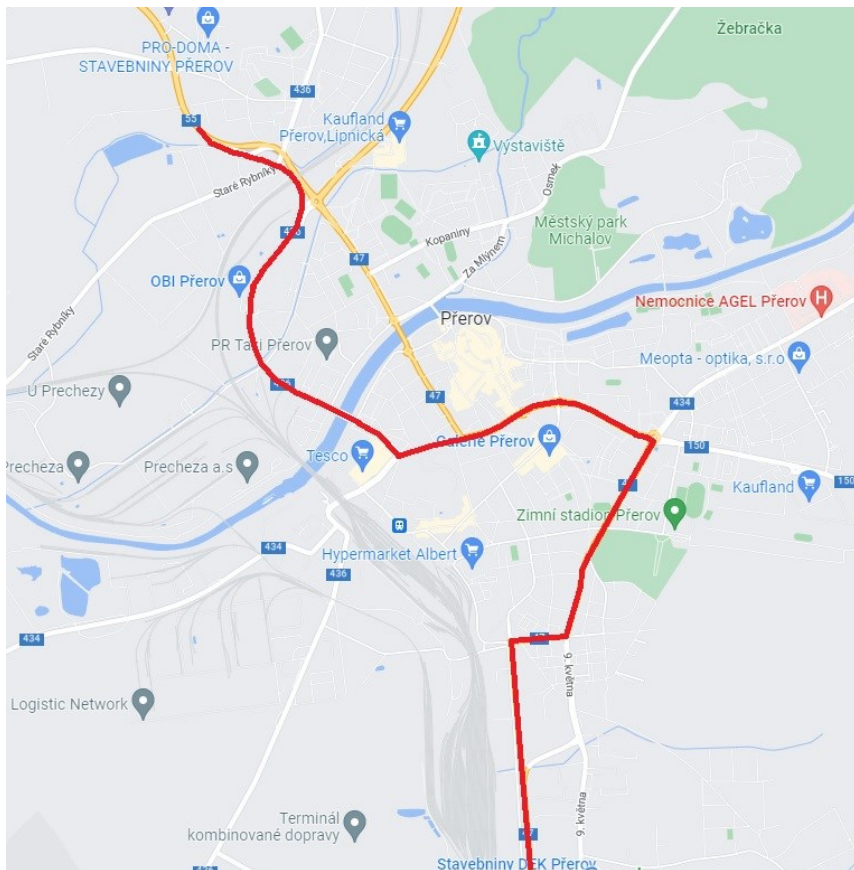 Žebračka
PRO-DOMA -
STAVEBNINY PŘEROV
436
55
Kaufland
Přerov,Lipnická
Výstaviště
Staré Rybníky
Osmek
Městský park
Michalov
Kopaniny
Za Mlýnem
47
OBI Přerov
Nemocnice AGEL Přerov
H
Přerov
Staré Rybníky
PR Taxi Přerov
Meopta - optika, s.r.o
U Prechezy
47
434
Galerie Přerov
150
Tesco
Precheza
Precheza a.s
150
Kaufland
Zimní stadion Přerov
434
Hypermarket Albert
436
434
47
9. května
Logistic Network
9. května
Terminál
kombinované dopravy
47
Stavebniny DEK Přerov